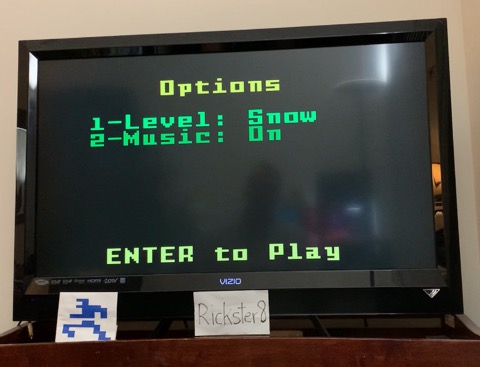 Options
1-Level: Snow
2-Music: On
ENTER to Play
VIZIO
Rickster8